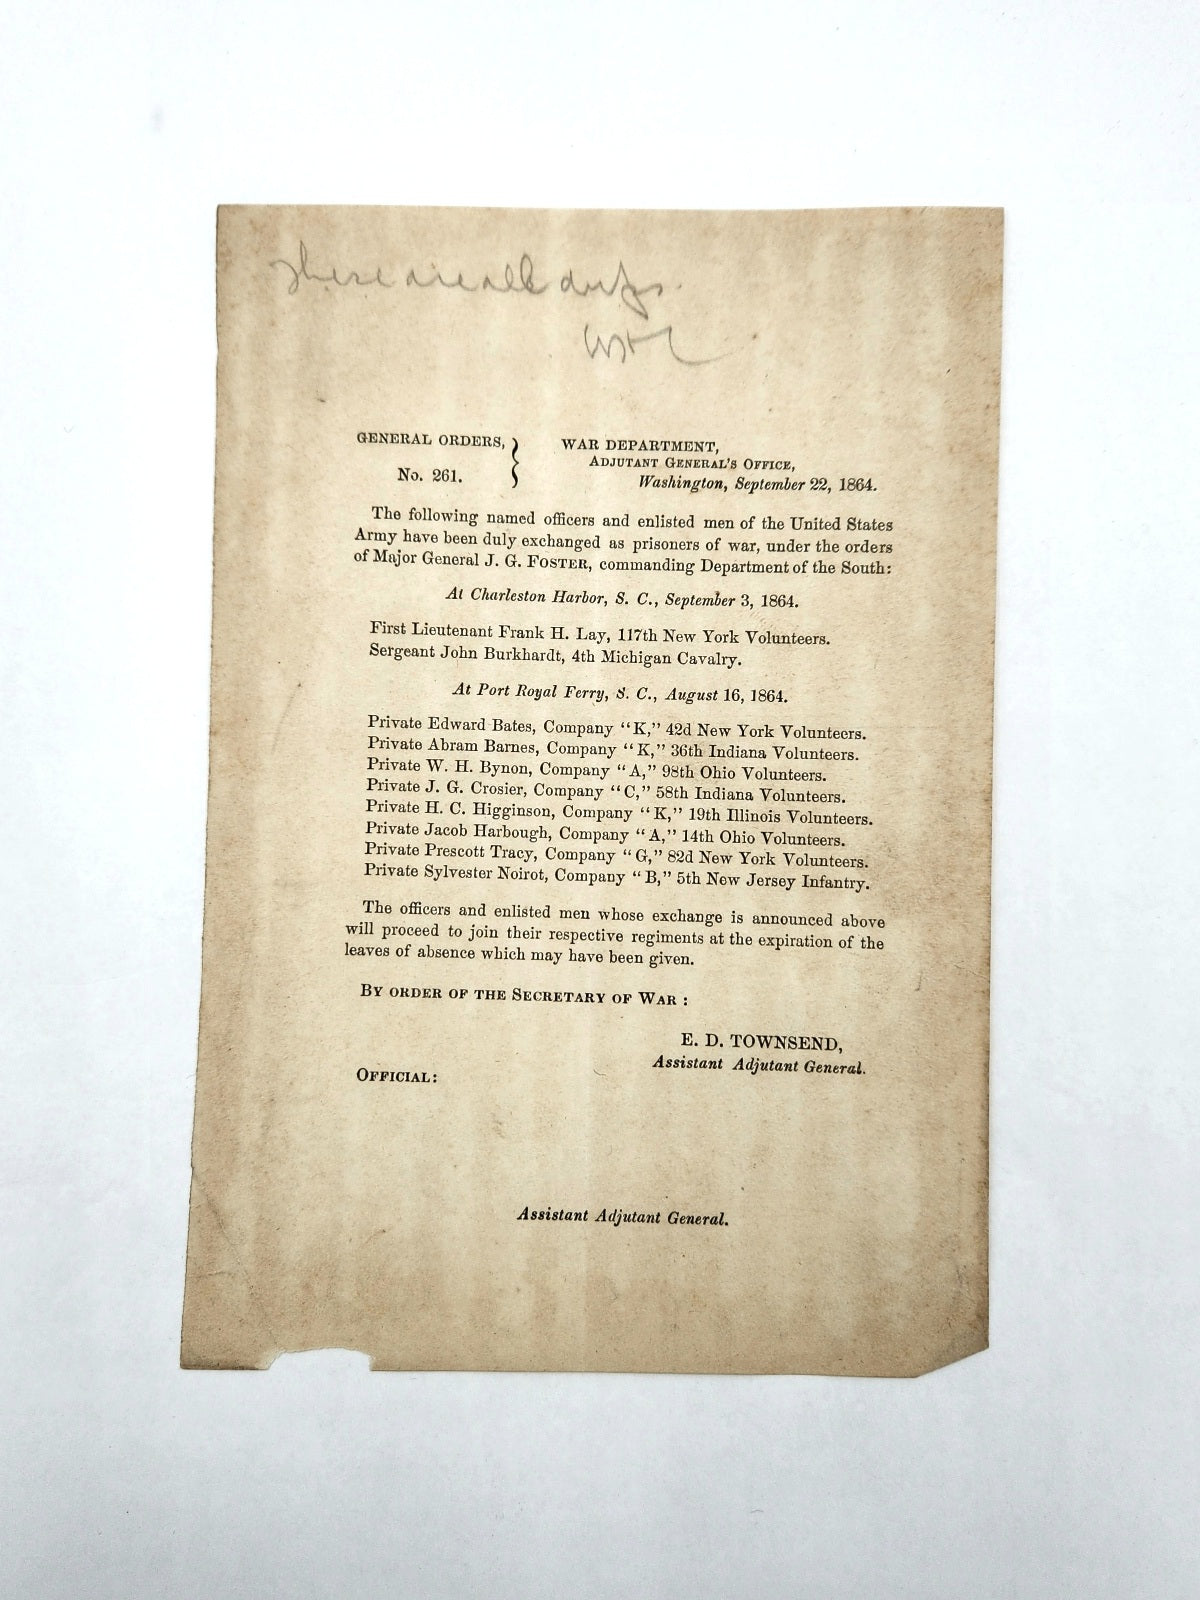 These are all dups.
GENERAL ORDERS,
No. 261.
WAR DEPARTMENT,
ADJUTANT GENERAL'S OFFICE,
Washington, September 22, 1864.
The following named officers and enlisted men of the United States
Army have been duly exchanged as prisoners of war, under the orders
of Major General J. G. FOSTER, commanding Department of the South:
At Charleston Harbor, S. C., September 3, 1864.
First Lieutenant Frank H. Lay, 117th New York Volunteers.
Sergeant John Burkhardt, 4th Michigan Cavalry.
At Port Royal Ferry, S. C., August 16, 1864.
Private Edward Bates, Company "K," 42d New York Volunteers.
Private Abram Barnes, Company "K," 36th Indiana Volunteers.
Private W. H. Bynon, Company "A," 98th Ohio Volunteers.
Private J. G. Crosier, Company "C," 58th Indiana Volunteers.
Private H. C. Higginson, Company "K," 19th Illinois Volunteers.
Private Jacob Harbough, Company "A," 14th Ohio Volunteers.
Private Prescott Tracy, Company "G," 82d New York Volunteers.
Private Sylvester Noirot, Company "B," 5th New Jersey Infantry.
The officers and enlisted men whose exchange is announced above
will proceed to join their respective regiments at the expiration of the
leaves of absence which may have been given.
BY ORDER OF THE SECRETARY OF WAR :
E. D. TOWNSEND,
Assistant Adjutant General.
OFFICIAL:
Assistant Adjutant General.